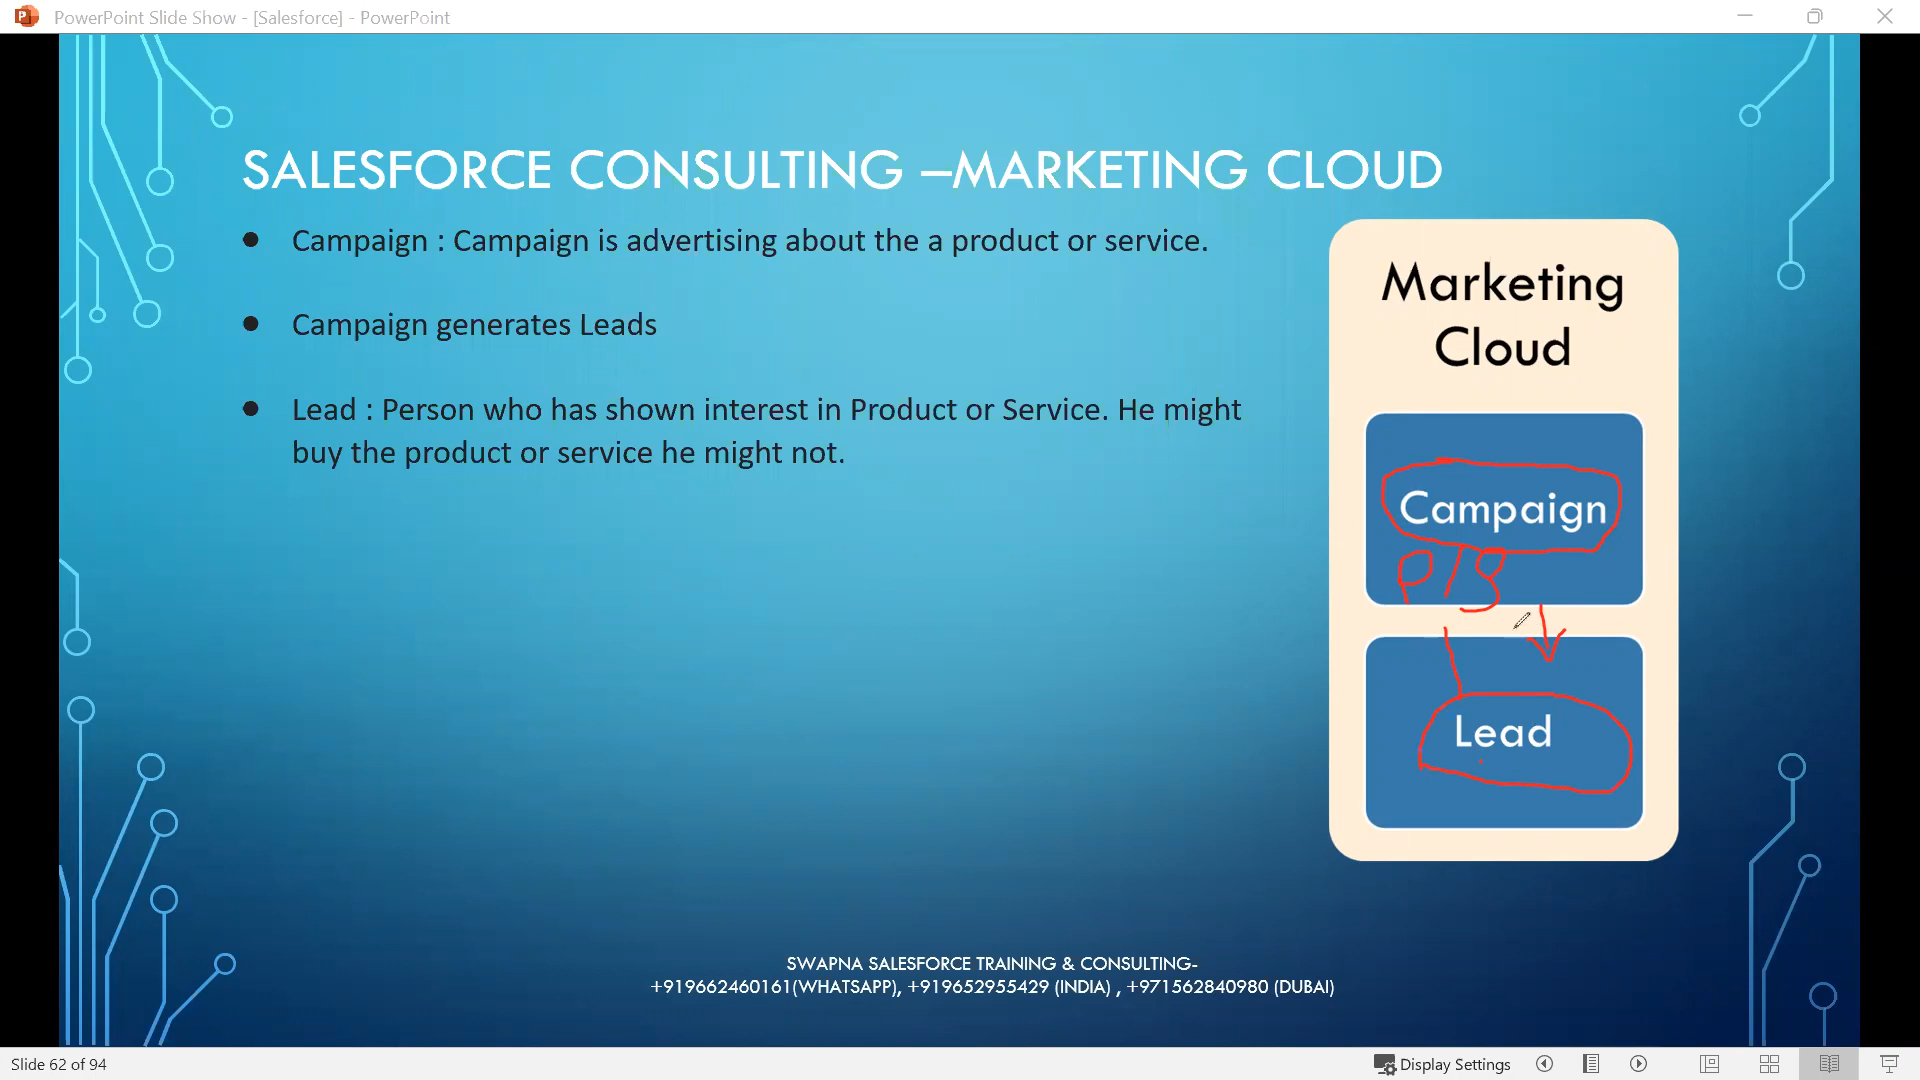 PowerPoint Slide Show - [Salesforce] - PowerPoint
SALESFORCE CONSULTING –MARKETING CLOUD
Campaign : Campaign is advertising about the a product or service.
Campaign generates Leads
Lead : Person who has shown interest in Product or Service. He might
buy the product or service he might not.
Marketing
Cloud
Campaign
P/S
Lead
SWAPNA SALESFORCE TRAINING & CONSULTING-
+919662460161(WHATSAPP), +919652955429 (INDIA) , +971562840980 (DUBAI)
Slide 62 of 94
Display Settings